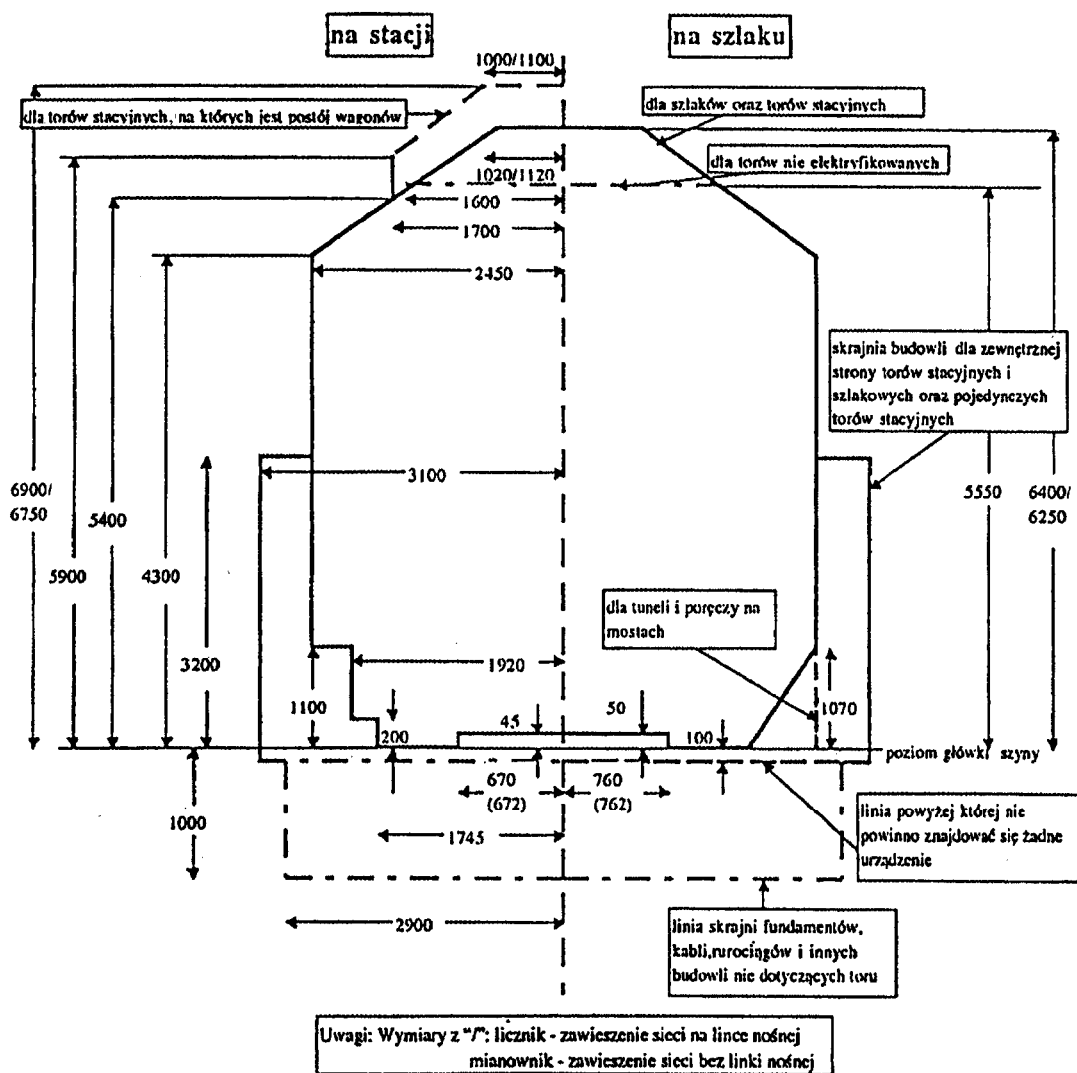 na stacji
na szlaku
1000/1100
dla torów stacyjnych, na których jest postój wagonów
dla szlaków oraz torów stacyjnych
dla torów nie elektryfikowanych
1020/1120
1600
1700
2450
skrajnia budowli dla zewnętrznej
strony torów stacyjnych i
szlakowych oraz pojedynczych
torów stacyjnych
3100
6900/
6750
5900
5400
4300
3200
5550
6400/
6250
dla tuneli i poręczy na
mostach
1920
1100
200
45
50
100
1070
poziom główki szyny
670
(672)
760
(762)
1000
1745
linia powyżej której nie
powinno znajdować się żadne
urządzenie
2900
linia skrajni fundamentów,
kabli,rurociągów i innych
budowli nie dotyczących toru
Uwagi: Wymiary z "/": licznik - zawieszenie sieci na lince nośnej
mianownik - zawieszenie sieci bez linki nośnej